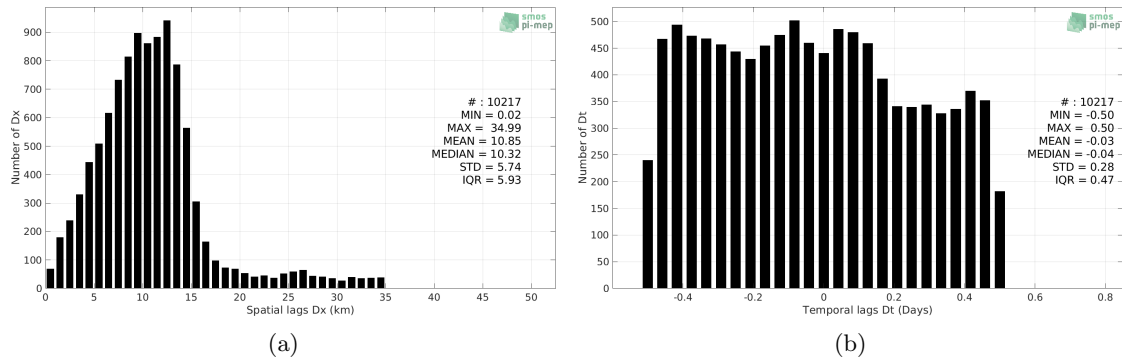 900
800
700
600
500
400
300
200
100
0
Number of Dx
smos
pi-mep
# : 10217
MIN = 0.02
MAX = 34.99
MEAN = 10.85
MEDIAN = 10.32
STD = 5.74
IQR = 5.93
0 5 10 15 20 25 30 35 40 45 50
Spatial lags Dx (km)
(a)
500
450
400
350
300
250
200
150
100
50
0
Number of Dt
smos
pi-mep
# : 10217
MIN = -0.50
MAX = 0.50
MEAN = -0.03
MEDIAN = -0.04
STD = 0.28
IQR = 0.47
-0.4 -0.2 0 0.2 0.4 0.6 0.8
Temporal lags Dt (Days)
(b)